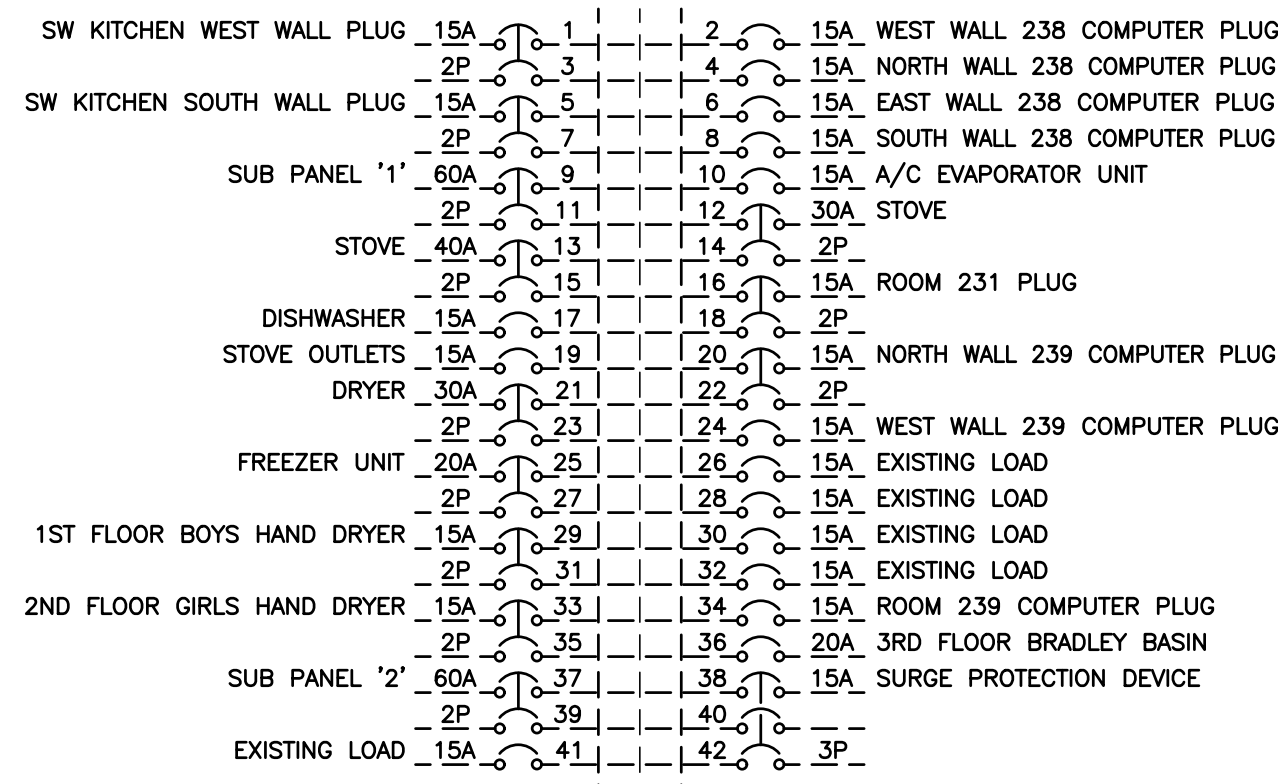 SW KITCHEN WEST WALL PLUG 15A 1 2 15A WEST WALL 238 COMPUTER PLUG
2P 3 4 15A NORTH WALL 238 COMPUTER PLUG
SW KITCHEN SOUTH WALL PLUG 15A 5 6 15A EAST WALL 238 COMPUTER PLUG
2P 7 8 15A SOUTH WALL 238 COMPUTER PLUG
SUB PANEL '1' 60A 9 10 15A A/C EVAPORATOR UNIT
2P 11 12 30A STOVE
STOVE 40A 13 14 2P
2P 15 16 15A ROOM 231 PLUG
DISHWASHER 15A 17 18 2P
STOVE OUTLETS 15A 19 20 15A NORTH WALL 239 COMPUTER PLUG
DRYER 30A 21 22 2P
2P 23 24 15A WEST WALL 239 COMPUTER PLUG
FREEZER UNIT 20A 25 26 15A EXISTING LOAD
2P 27 28 15A EXISTING LOAD
1ST FLOOR BOYS HAND DRYER 15A 29 30 15A EXISTING LOAD
2P 31 32 15A EXISTING LOAD
2ND FLOOR GIRLS HAND DRYER 15A 33 34 15A ROOM 239 COMPUTER PLUG
2P 35 36 20A 3RD FLOOR BRADLEY BASIN
SUB PANEL '2' 60A 37 38 15A SURGE PROTECTION DEVICE
2P 39 40
EXISTING LOAD 15A 41 42 3P